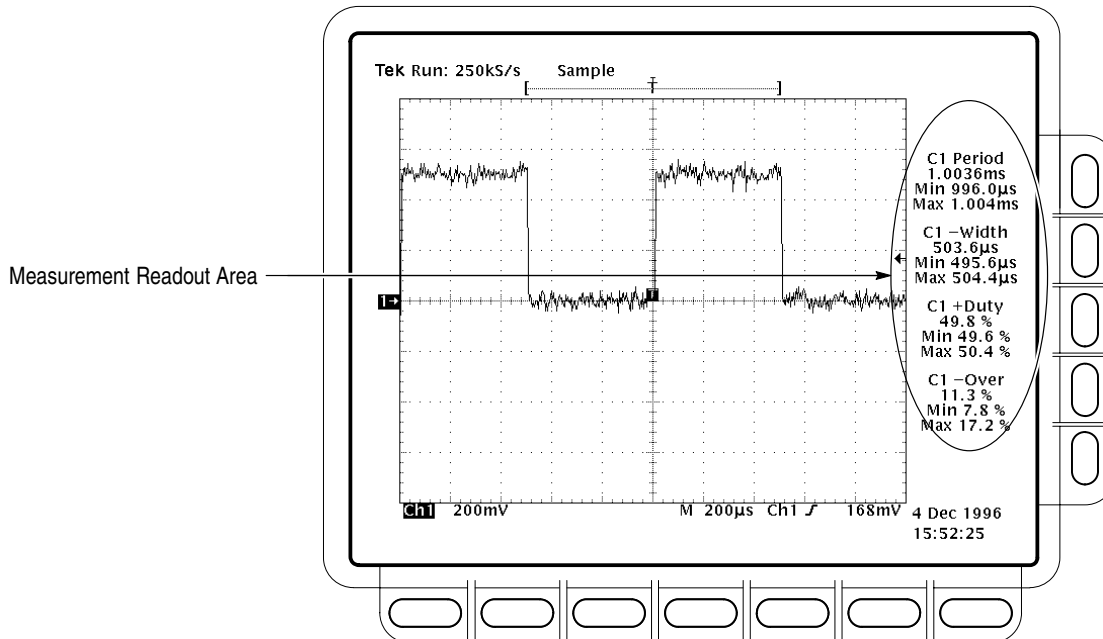 Tek Run: 250kS/s Sample
T
C1 Period
1.0036ms
Min 996.0µs
Max 1.004ms
C1 −Width
503.6µs
Min 495.6µs
Max 504.4µs
C1 +Duty
49.8 %
Min 49.6 %
Max 50.4 %
C1 −Over
11.3 %
Min 7.8 %
Max 17.2 %
Measurement Readout Area
1→
T
Ch1 200mV M 200µs Ch1 168mV
4 Dec 1996
15:52:25